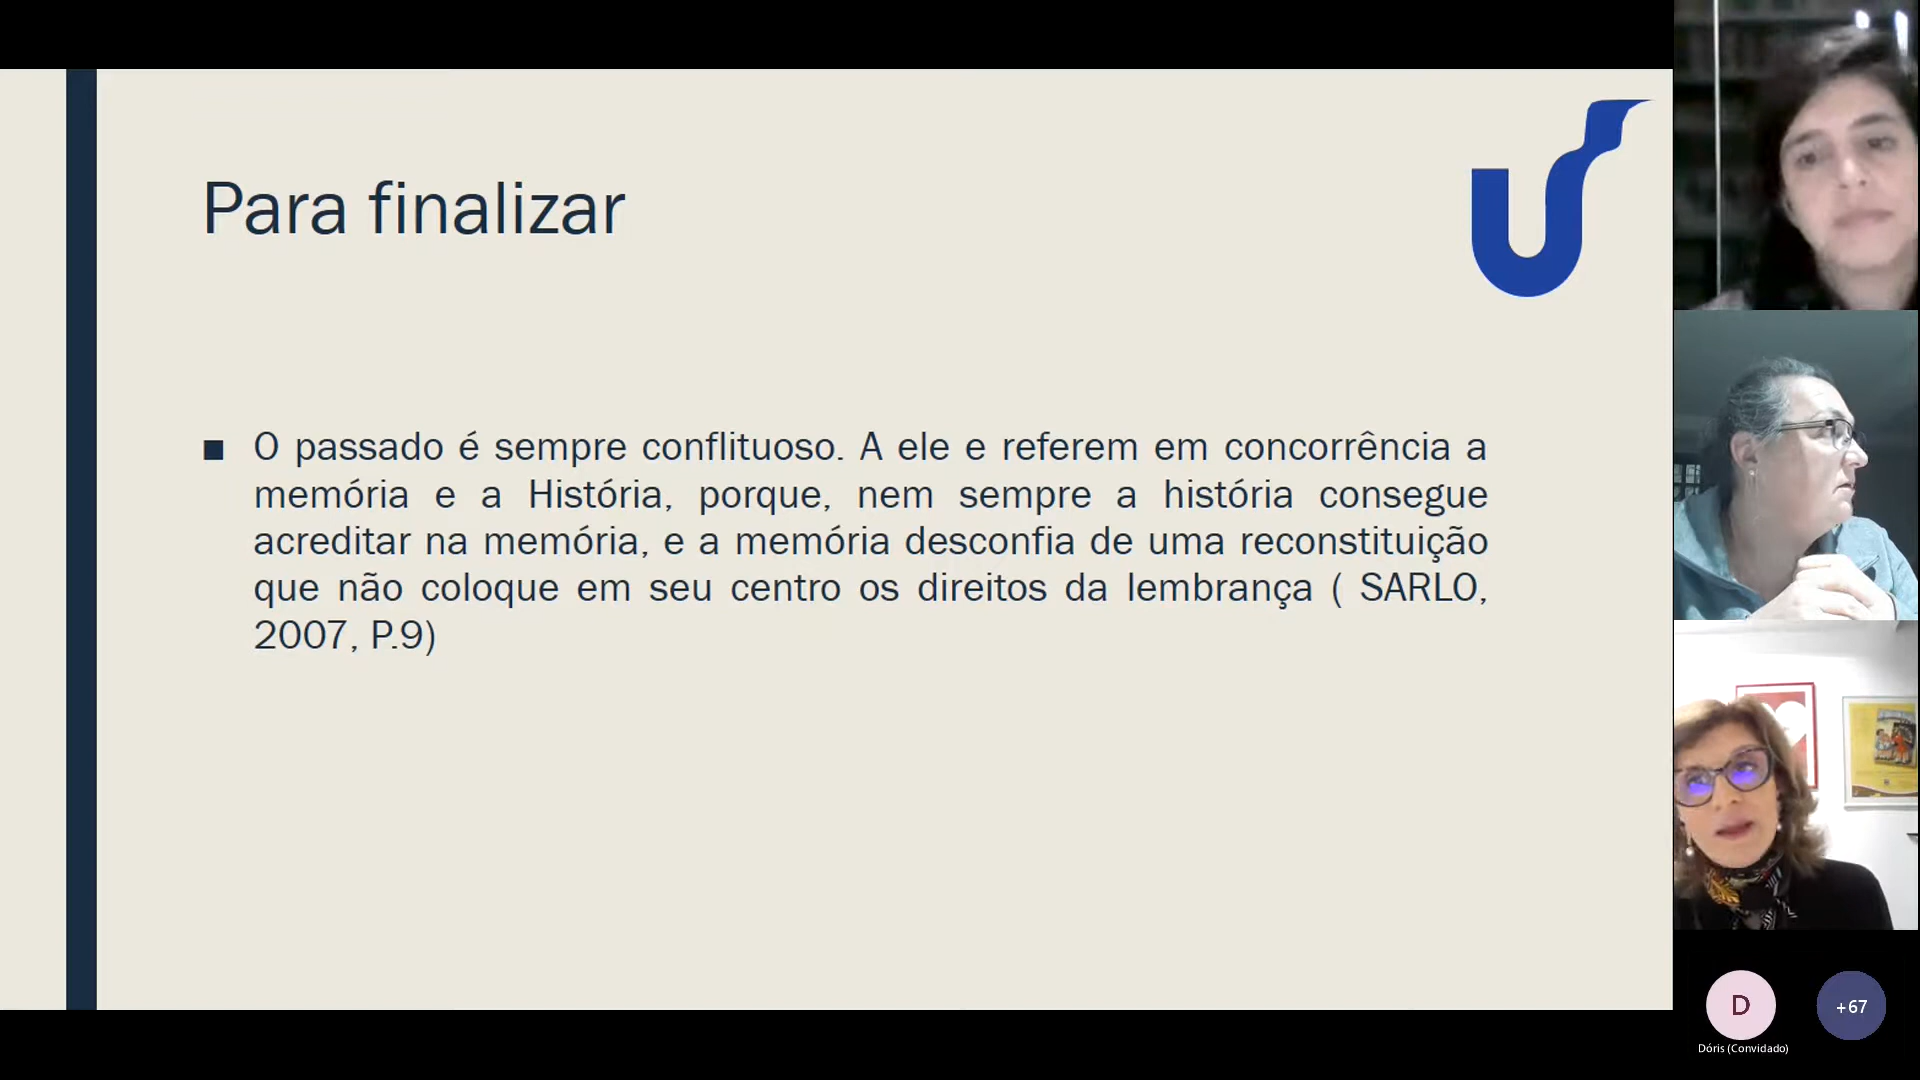 Para finalizar
■ O passado é sempre conflituoso. A ele e referem em concorrência a
memória e a História, porque, nem sempre a história consegue
acreditar na memória, e a memória desconfia de uma reconstituição
que não coloque em seu centro os direitos da lembrança ( SARLO,
2007, P.9)
D
+67
Dóris (Convidado)